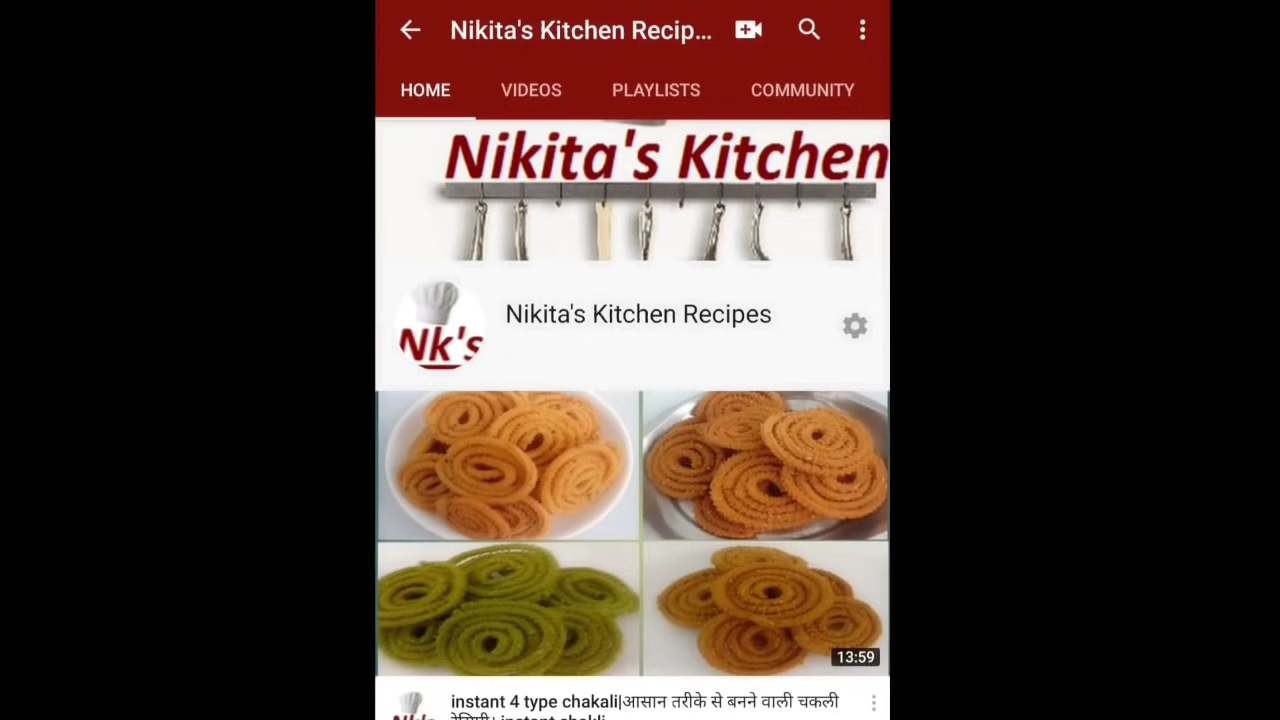 Nikita's Kitchen Recip...
HOME VIDEOS PLAYLISTS COMMUNITY
Nikita's Kitchen
Nk's
Nikita's Kitchen Recipes
13:59
instant 4 type chakali|आसान तरीके से बनने वाली चकली